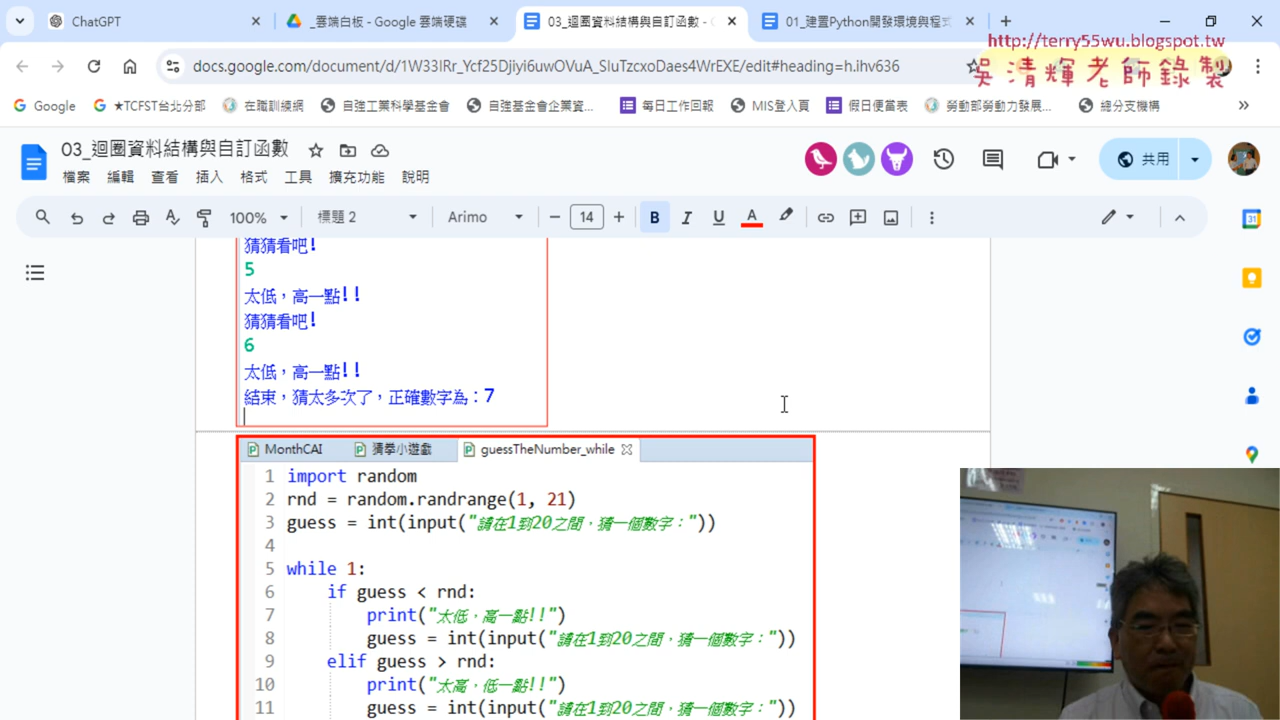 ChatGPT
_雲端白板 - Google 雲端硬碟
03_迴圈資料結構與自訂函數 - G
01_建置Python開發環境與程式
http://terry55wu.blogspot.tw
吳清輝老師錄製
docs.google.com/document/d/1W33lRr_Ycf25Djiyi6uwOVuA_SluTzcxoDaes4WrEXE/edit#heading=h.ihv636
Google
★TCFST台北分部
在職訓練網
自強工業科學基金會
自強基金會企業資...
每日工作回報
MIS登入頁
假日便當表
勞動部勞動力發展...
總分支機構
03_迴圈資料結構與自訂函數
檔案 編輯 查看 插入 格式 工具 擴充功能 說明
共用
100% 標題 2 Arimo 14 B I U A
猜猜看吧!
5
太低，高一點!!
猜猜看吧!
6
太低，高一點!!
結束，猜太多次了，正確數字為：7
MonthCAI 猜拳小遊戲 guessTheNumber_while
1 import random
2 rnd = random.randrange(1, 21)
3 guess = int(input("請在1到20之間，猜一個數字："))
4
5 while 1:
6 if guess < rnd:
7 print("太低，高一點!!")
8 guess = int(input("請在1到20之間，猜一個數字："))
9 elif guess > rnd:
10 print("太高，低一點!!")
11 guess = int(input("請在1到20之間，猜一個數字："))